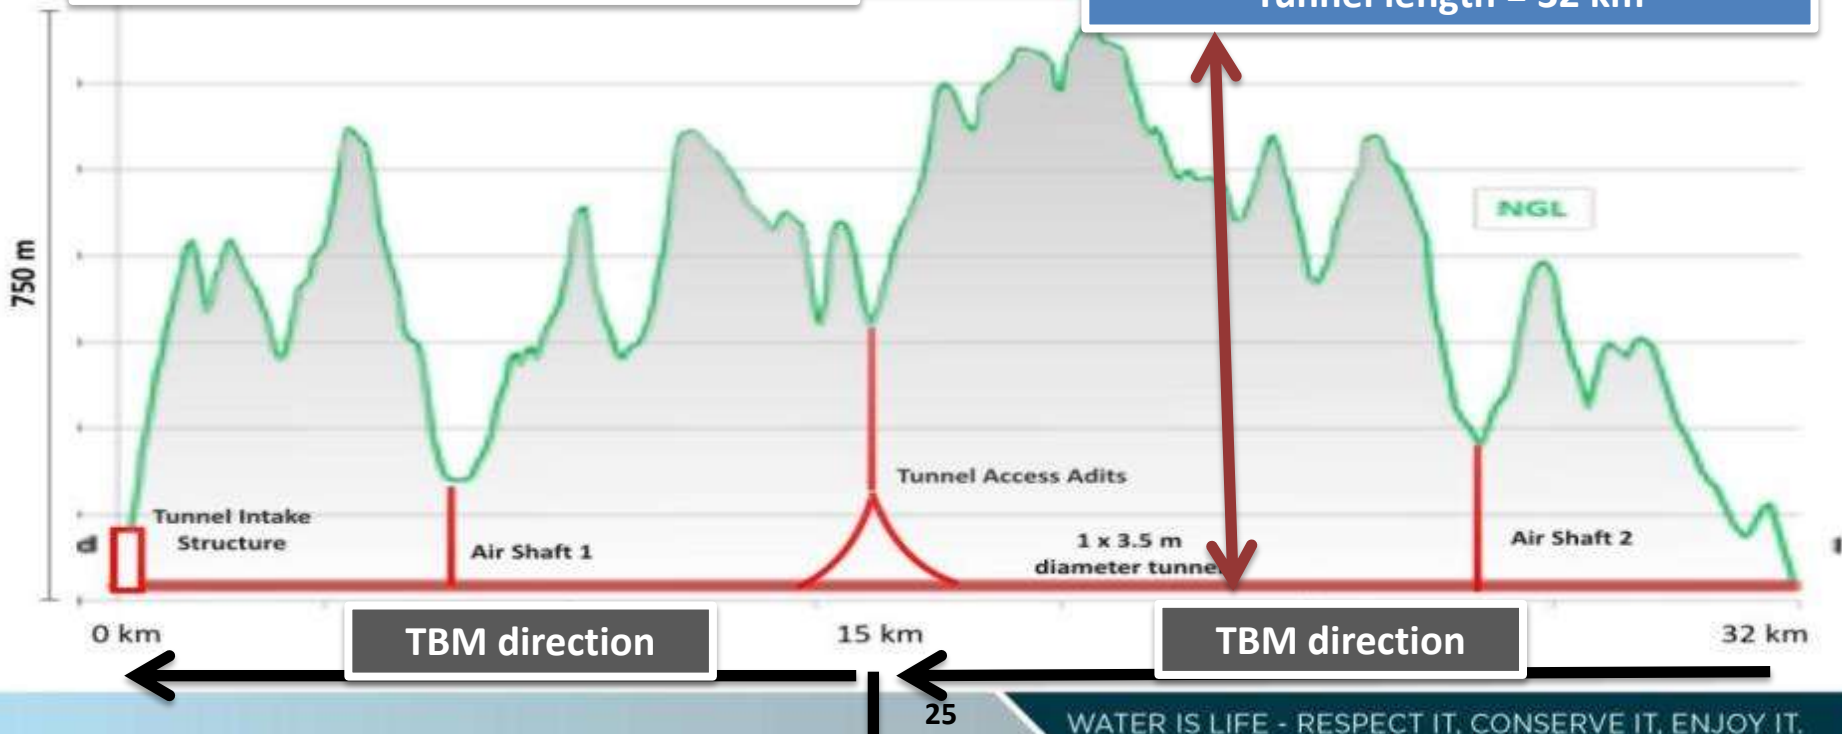 Tunnel length = 32 km
750 m
NGL
Tunnel Access Adits
Tunnel Intake
Structure
Air Shaft 1
1 x 3.5 m
diameter tunnel
Air Shaft 2
0 km
TBM direction
15 km
TBM direction
32 km
25
WATER IS LIFE - RESPECT IT, CONSERVE IT, ENJOY IT.